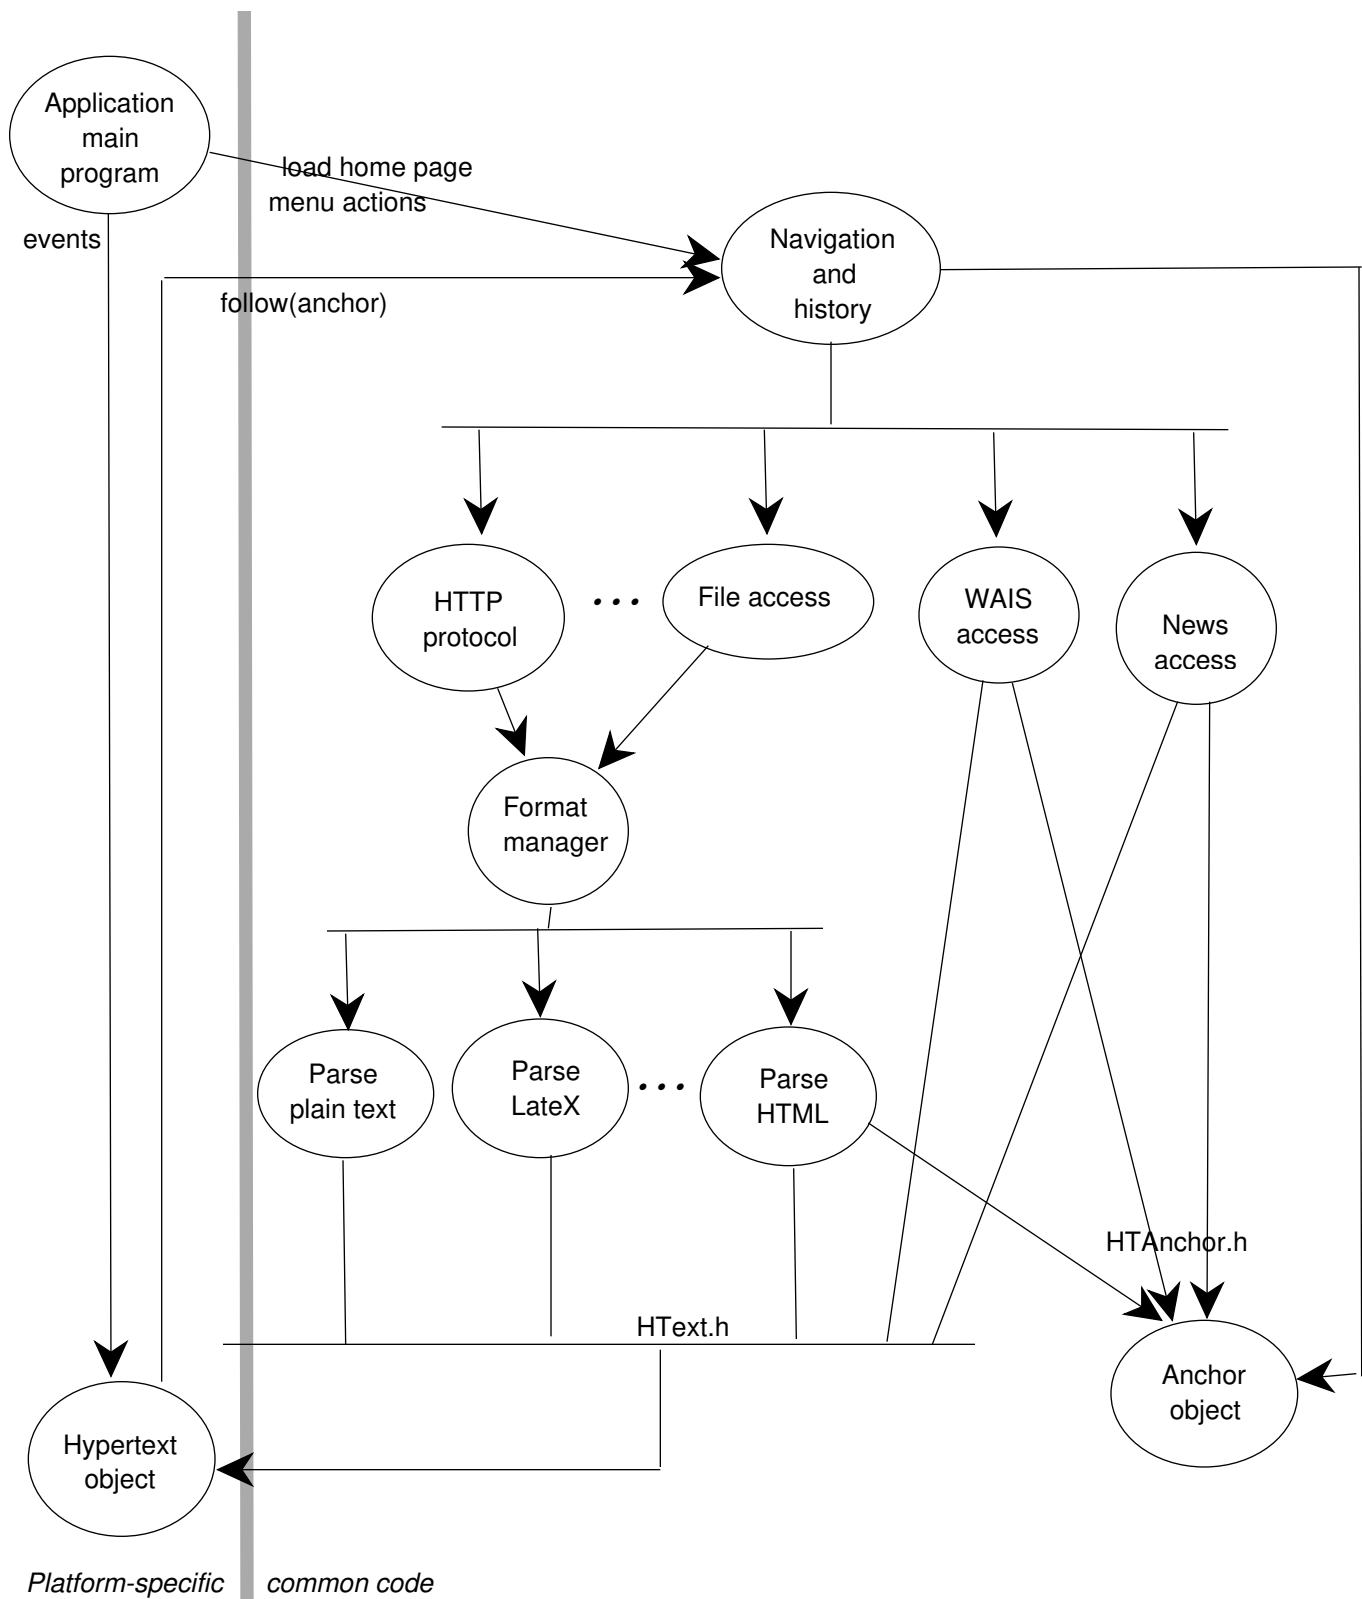 Application
main
program
load home page
menu actions
events
Navigation
and
history
follow(anchor)
HTTP
protocol
...
File access
WAIS
access
News
access
Format
manager
Parse
plain text
Parse
LateX
...
Parse
HTML
HTAnchor.h
HText.h
Anchor
object
Hypertext
object
Platform-specific
common code